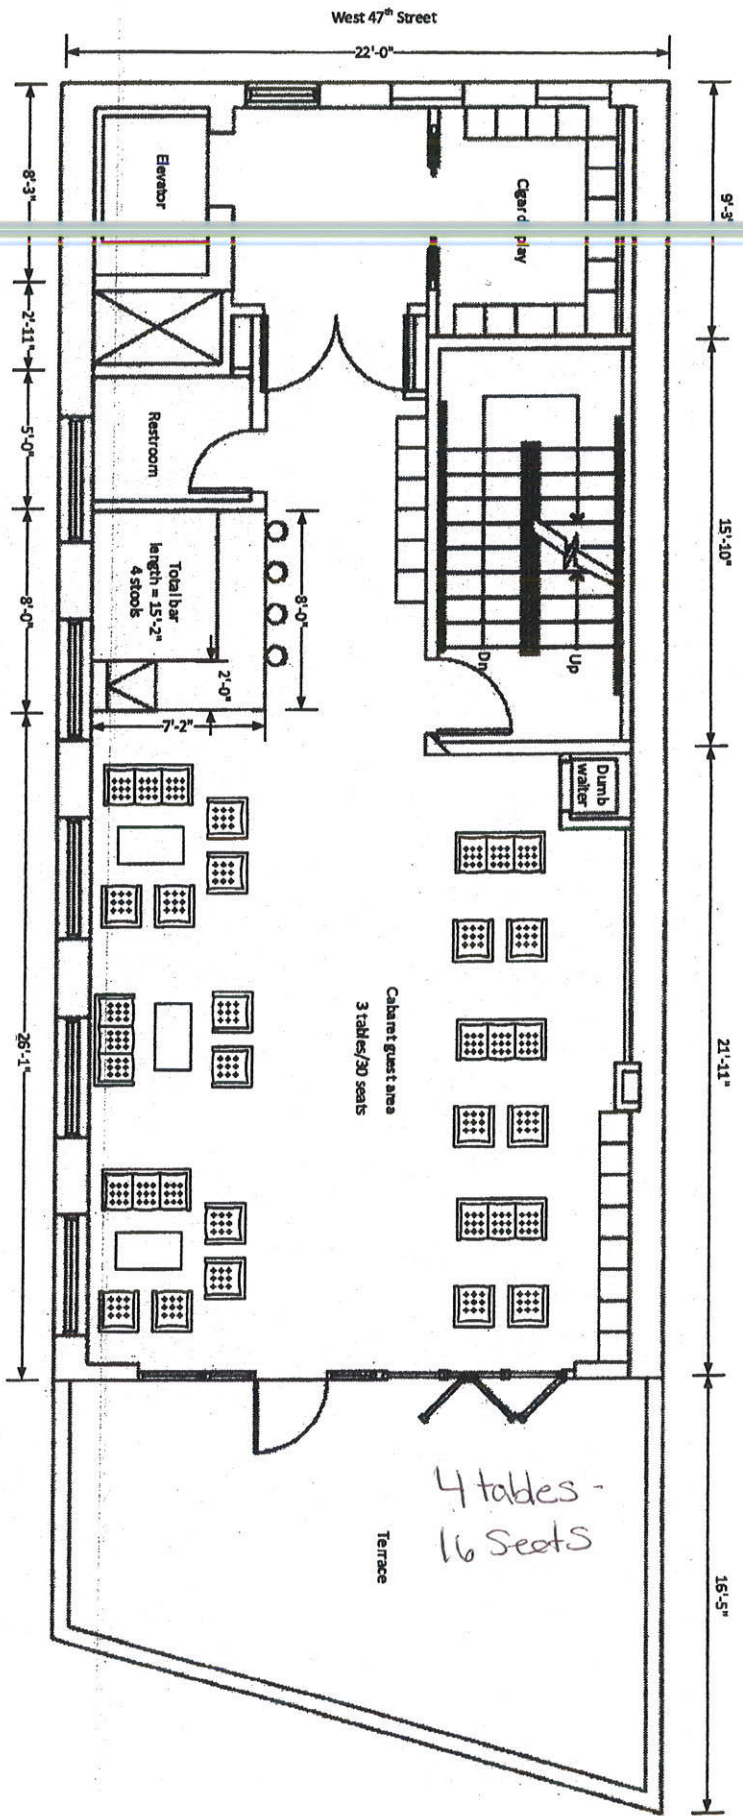 West 47th Street
22'-0"
8'-3"
9'-3"
Elevator
Cigar d play
2'-11"
15'-10"
5'-0"
Restroom
8'-0"
Total bar
length = 15'-2"
4 stools
8'-0"
2'-0"
7'-2"
Up
Dn
Dumb
waiter
26'-1"
21'-11"
Cabaret guest area
3 tables/30 seats
4 tables -
16 Seets
Terrace
16'-5"